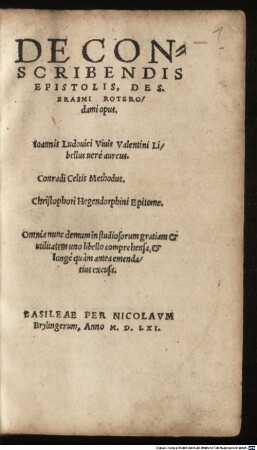 DE CON⸗
SCRIBENDIS
EPISTOLIS, DES.
ERASMI ROTERO/
dami opus.
Ioannis Ludouici Viuis Valentini Li/
bellus uerè aureus.
Conradi Celtis Methodus.
Christophori Hegendorphini Epitome.
Omnia nunc demum in studiosorum gratiam &
utilitatem uno libello comprehensa, &
longè quàm antea emenda/
tius excusa.
BASILEAE PER NICOLAVM
Brylingerum, Anno M. D. LXI.